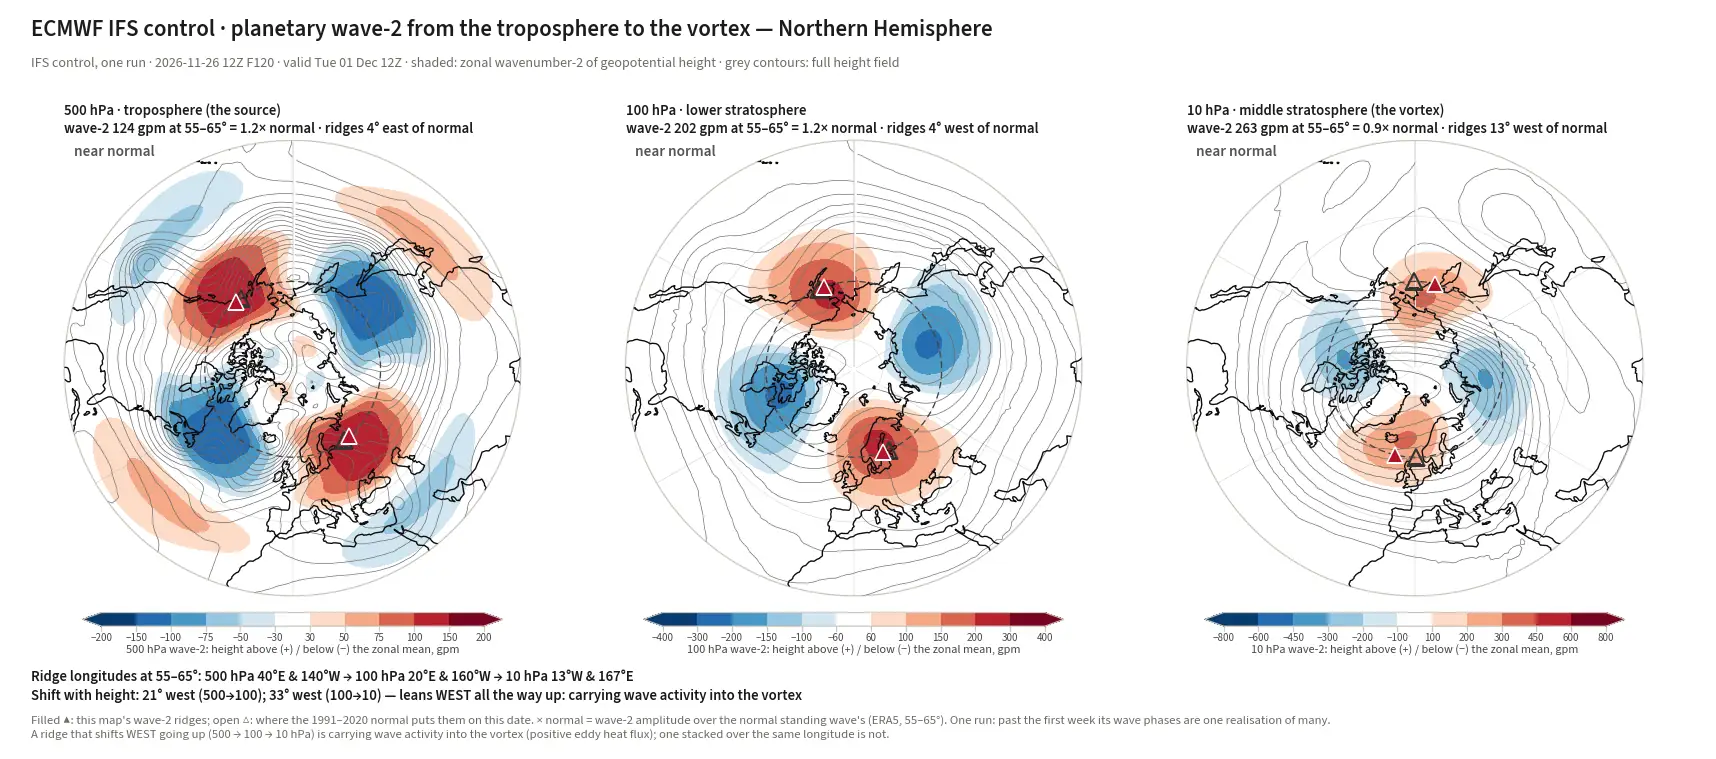 ECMWF IFS control · planetary wave-2 from the troposphere to the vortex — Northern Hemisphere
IFS control, one run · 2026-11-26 12Z F120 · valid Tue 01 Dec 12Z · shaded: zonal wavenumber-2 of geopotential height · grey contours: full height field
500 hPa · troposphere (the source)
wave-2 124 gpm at 55–65° = 1.2× normal · ridges 4° east of normal
near normal
100 hPa · lower stratosphere
wave-2 202 gpm at 55–65° = 1.2× normal · ridges 4° west of normal
near normal
10 hPa · middle stratosphere (the vortex)
wave-2 263 gpm at 55–65° = 0.9× normal · ridges 13° west of normal
near normal
−200 −150 −100 −75 −50 −30 30 50 75 100 150 200
500 hPa wave-2: height above (+) / below (−) the zonal mean, gpm
−400 −300 −200 −150 −100 −60 60 100 150 200 300 400
100 hPa wave-2: height above (+) / below (−) the zonal mean, gpm
−800 −600 −450 −300 −200 −100 100 200 300 450 600 800
10 hPa wave-2: height above (+) / below (−) the zonal mean, gpm
Ridge longitudes at 55–65°: 500 hPa 40°E & 140°W → 100 hPa 20°E & 160°W → 10 hPa 13°W & 167°E
Shift with height: 21° west (500→100); 33° west (100→10) — leans WEST all the way up: carrying wave activity into the vortex
Filled ▲: this map's wave-2 ridges; open △: where the 1991–2020 normal puts them on this date. × normal = wave-2 amplitude over the normal standing wave's (ERA5, 55–65°). One run: past the first week its wave phases are one realisation of many.
A ridge that shifts WEST going up (500 → 100 → 10 hPa) is carrying wave activity into the vortex (positive eddy heat flux); one stacked over the same longitude is not.